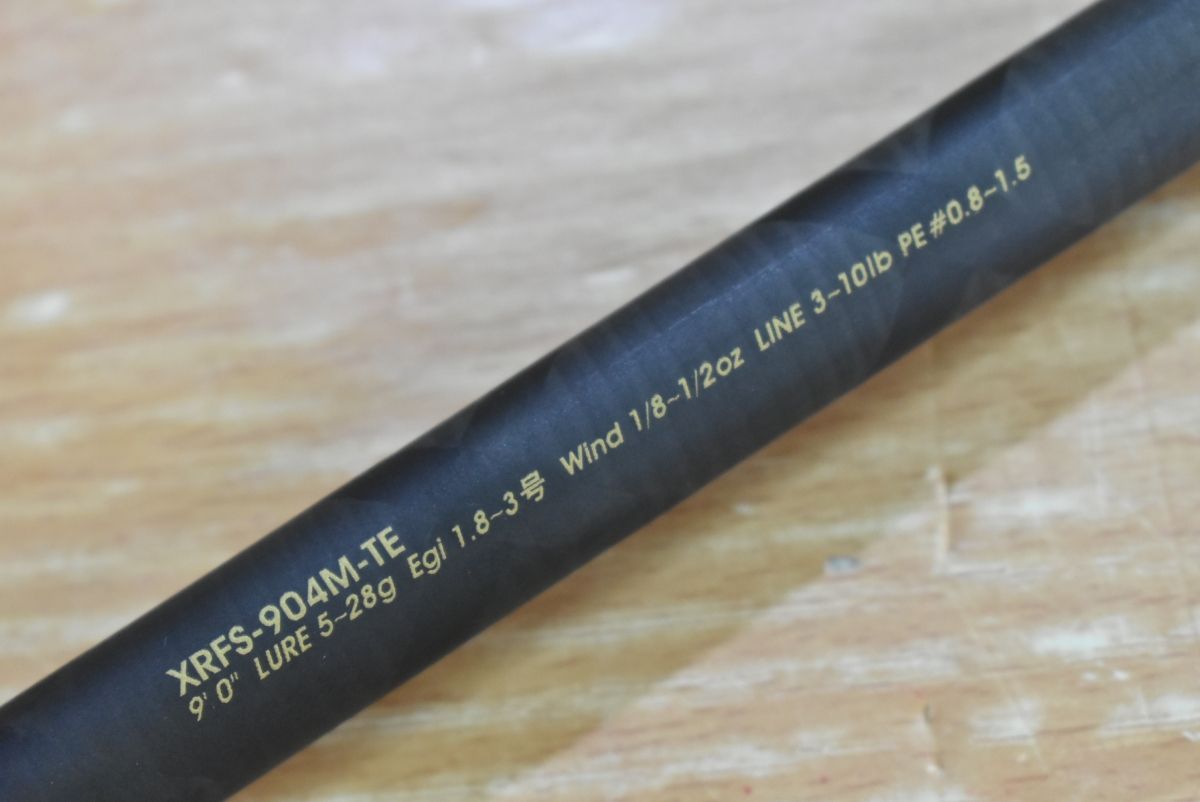 XRFS-904M-TE
9'0" LURE 5~28g Egi 1.8~3号 Wind 1/8~1/2oz LINE 3~10lb PE #0.8~1.5